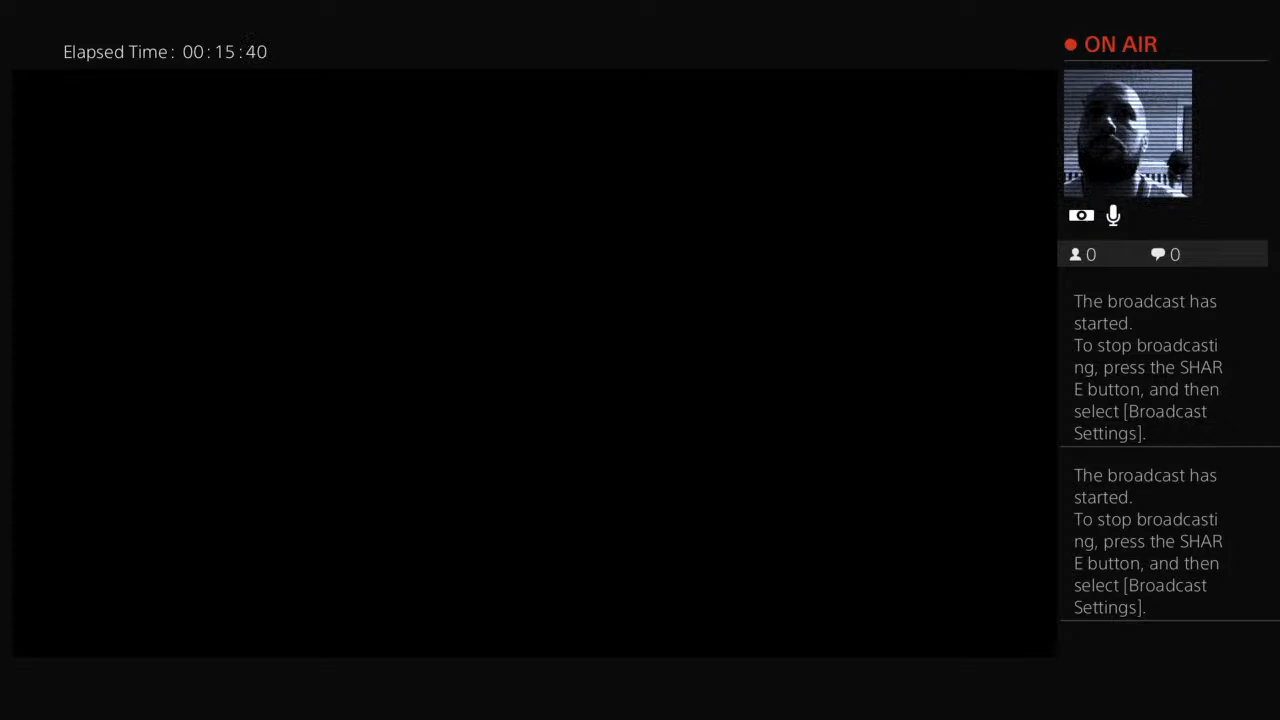 Elapsed Time: 00:15:40
ON AIR
0 0
The broadcast has
started.
To stop broadcasti
ng, press the SHAR
E button, and then
select [Broadcast
Settings].
The broadcast has
started.
To stop broadcasti
ng, press the SHAR
E button, and then
select [Broadcast
Settings].